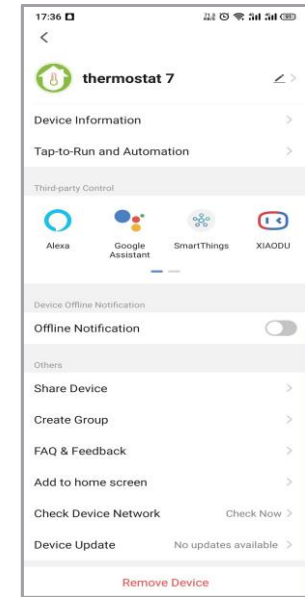 17:36
thermostat 7
Device Information
Tap-to-Run and Automation
Third-party Control
Alexa
Google Assistant
SmartThings
XIAODU
Device Offline Notification
Offline Notification
Others
Share Device
Create Group
FAQ & Feedback
Add to home screen
Check Device Network Check Now
Device Update No updates available
Remove Device